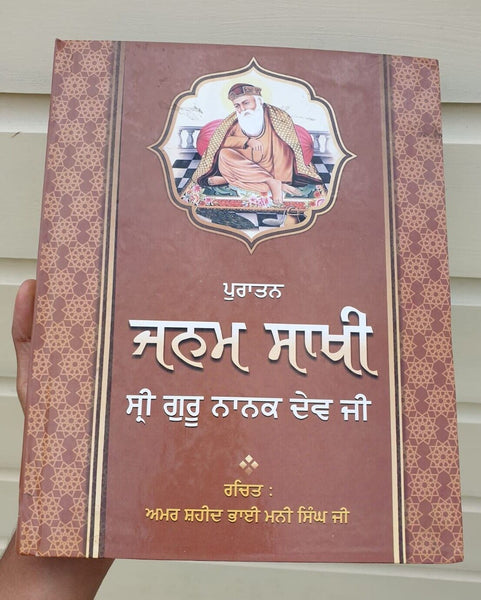 ਪੁਰਾਤਨ
ਜਨਮ ਸਾਖੀ
ਸ੍ਰੀ ਗੁਰੂ ਨਾਨਕ ਦੇਵ ਜੀ
ਰਚਿਤ :
ਅਮਰ ਸ਼ਹੀਦ ਭਾਈ ਮਨੀ ਸਿੰਘ ਜੀ